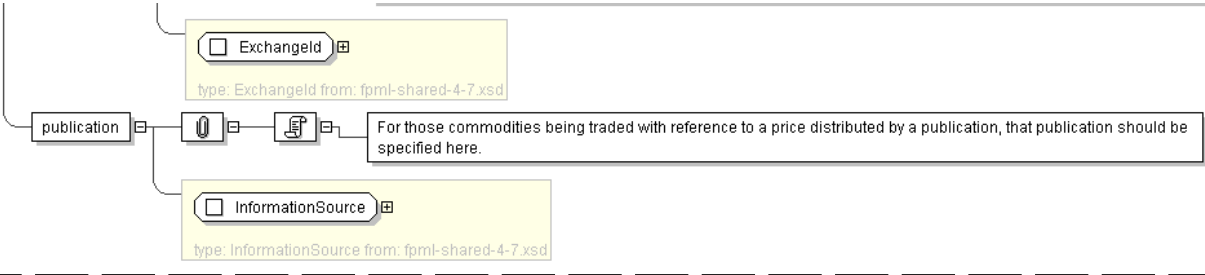 ExchangeId
type: ExchangeId from: fpml-shared-4-7.xsd
publication
For those commodities being traded with reference to a price distributed by a publication, that publication should be
specified here.
InformationSource
type: InformationSource from: fpml-shared-4-7.xsd